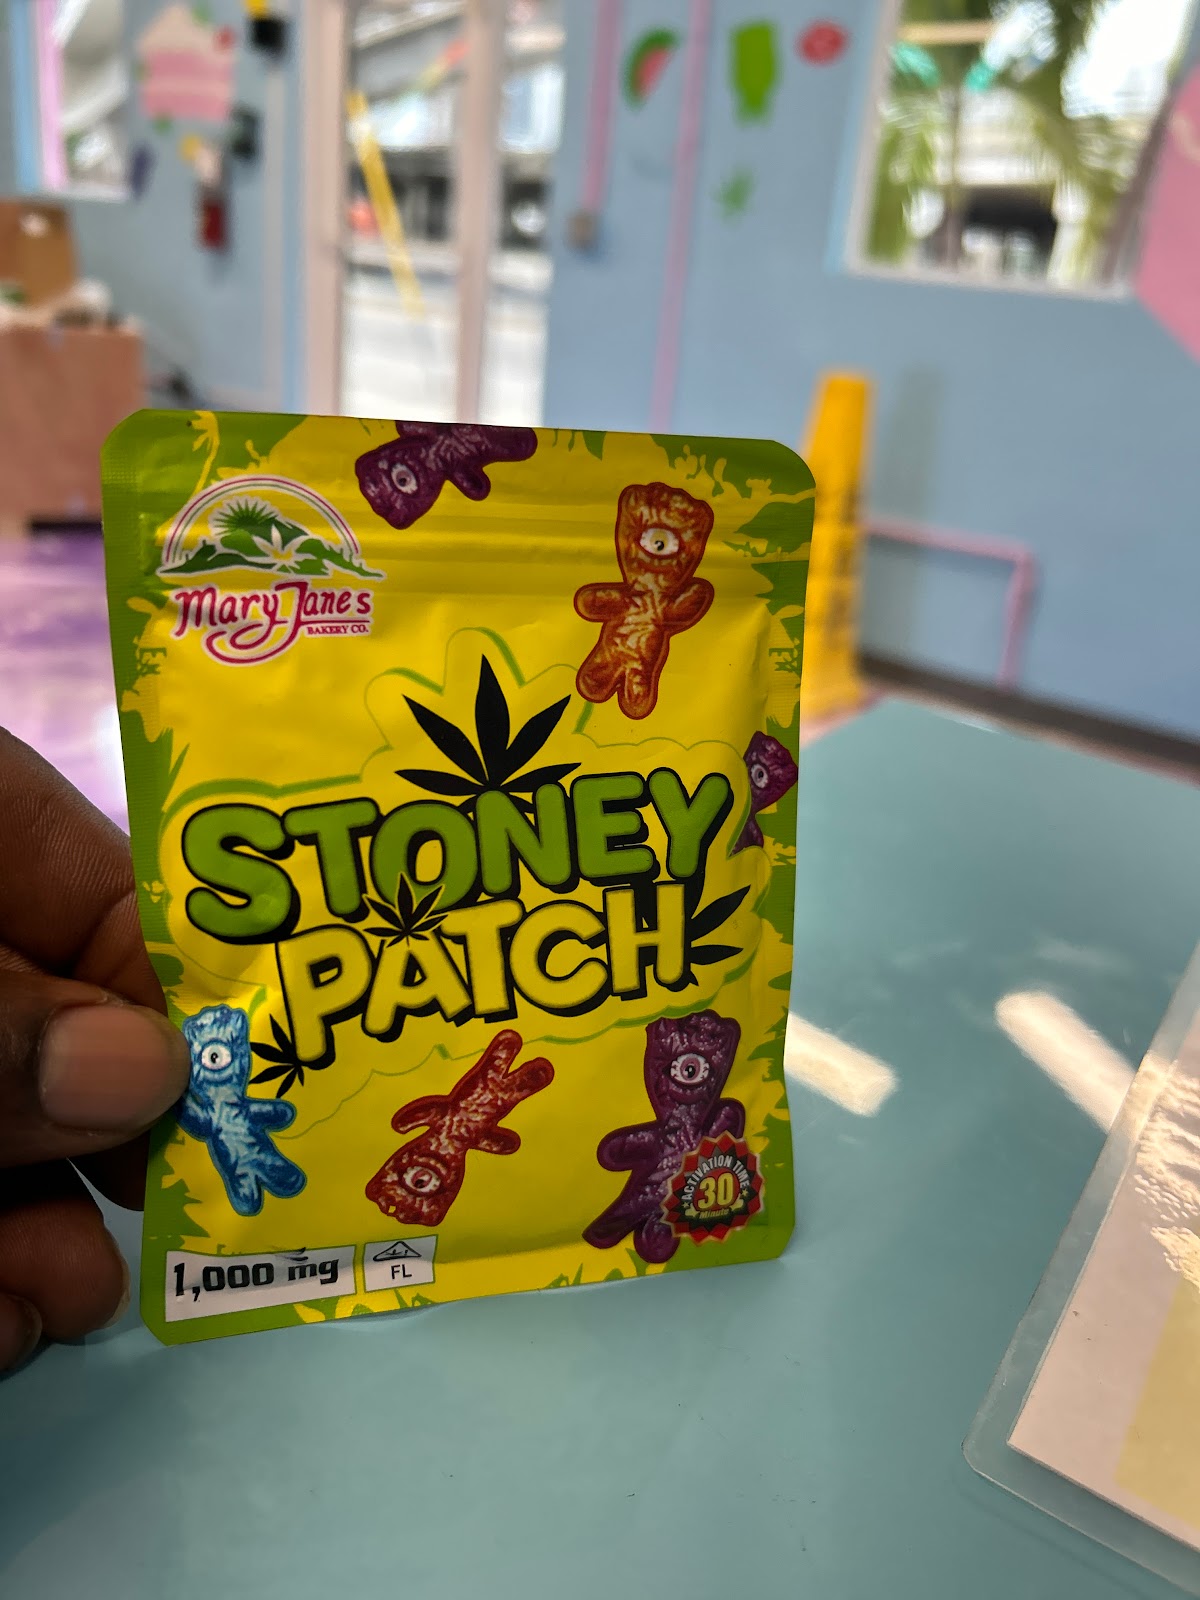 Mary Jane's
BAKERY CO.
STONEY
PATCH
ACTIVATION TIME
30
Minute
1,000 mg
FL